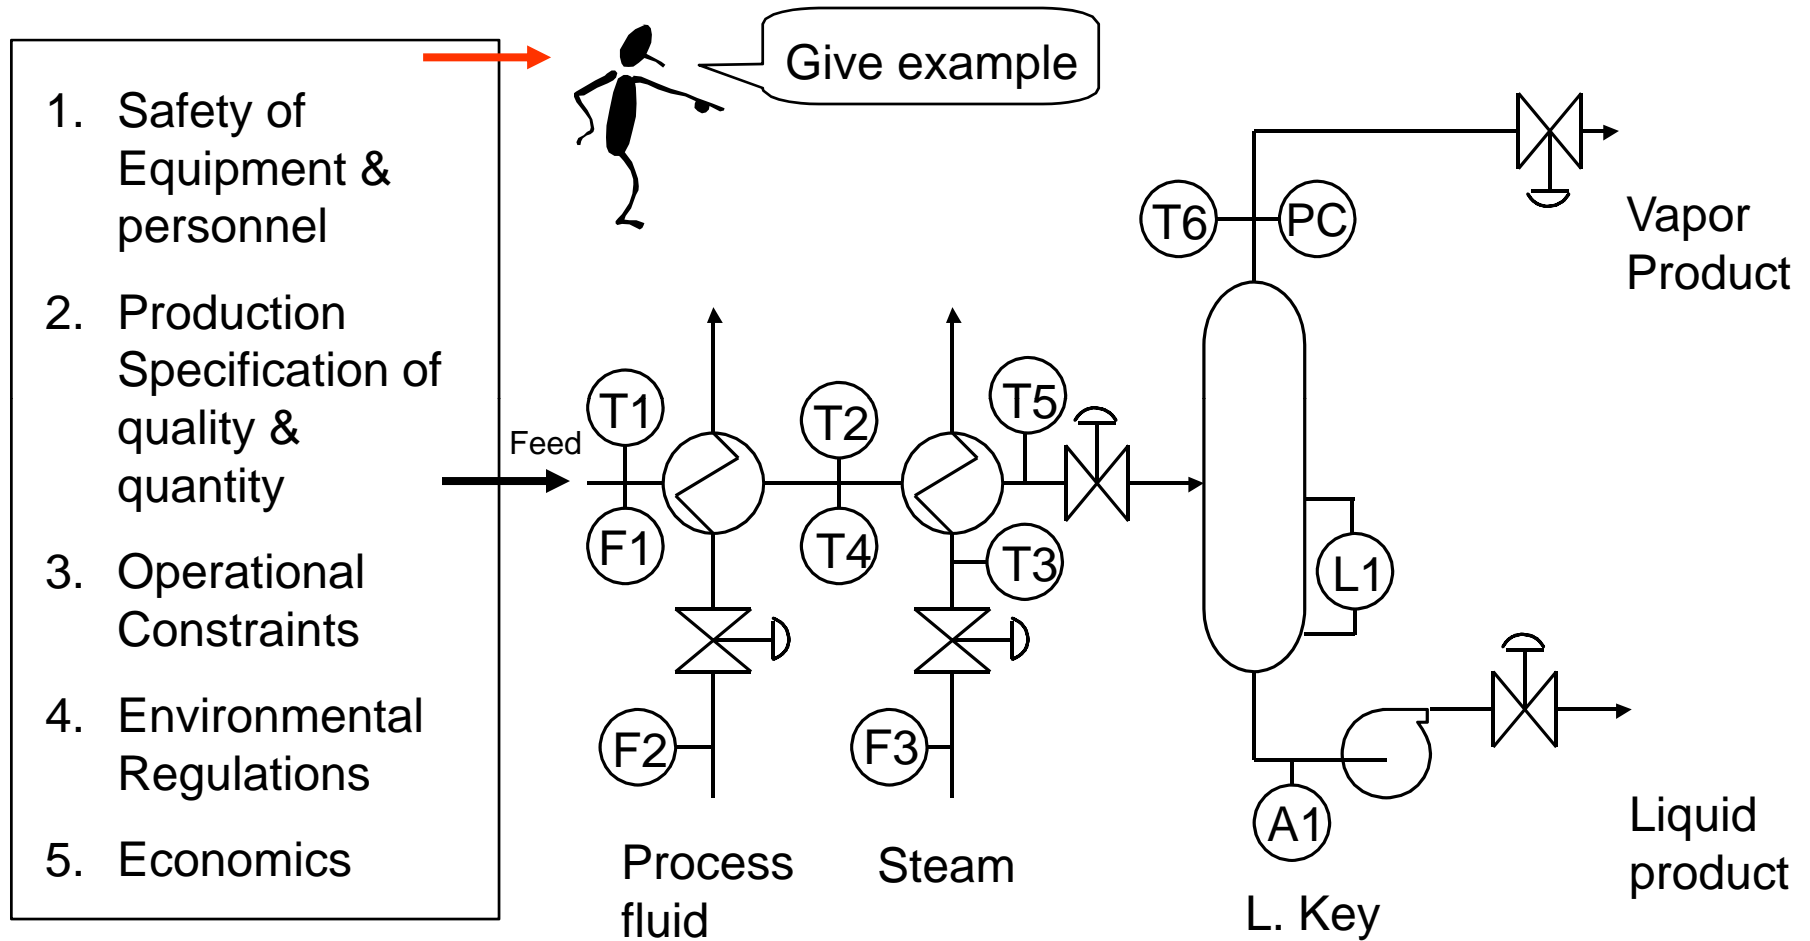 1. Safety of
Equipment &
personnel
2. Production
Specification of
quality &
quantity
3. Operational
Constraints
4. Environmental
Regulations
5. Economics
Give example
Feed
T1
F1
T2
T4
T5
T3
F2
F3
Process
fluid
Steam
T6
PC
L1
A1
L. Key
Vapor
Product
Liquid
product